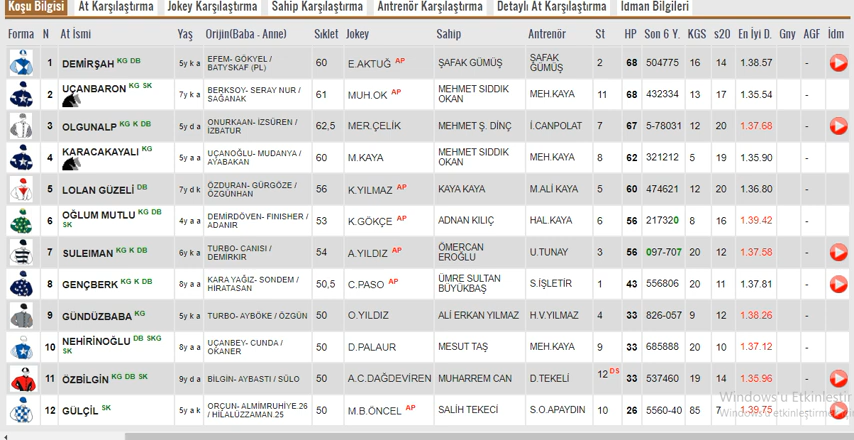 Koşu Bilgisi At Karşılaştırma Jokey Karşılaştırma Sahip Karşılaştırma Antrenör Karşılaştırma Detaylı At Karşılaştırma İdman Bilgileri
Forma N At İsmi Yaş Orijin(Baba - Anne) Sıklet Jokey Sahip Antrenör St HP Son 6 Y. KGS s20 En İyi D. Gny AGF İdm
1 DEMİRŞAH KG DB 5y k a EFEM- GÖKYEL / BATYSKAF (PL) 60 E.AKTUĞ AP ŞAFAK GÜMÜŞ ŞAFAK GÜMÜŞ 2 68 504775 16 14 1.38.57 -
2 UÇANBARON KG SK 7y k a BERKSOY- SERAY NUR / SAĞANAK 61 MUH.OK AP MEHMET SIDDIK OKAN MEH.KAYA 11 68 432334 13 17 1.35.54 -
3 OLGUNALP KG K DB 5y d a ONURKAAN- İZSÜREN / İZBATUR 62,5 MER.ÇELİK MEHMET Ş. DİNÇ İ.CANPOLAT 7 67 5-78031 12 20 1.37.68 -
4 KARACAKAYALI KG 5y a a UÇANOĞLU- MUDANYA / AYABAKAN 60 M.KAYA MEHMET SIDDIK OKAN MEH.KAYA 8 62 321212 5 19 1.35.90 -
5 LOLAN GÜZELİ DB 7y d k ÖZDURAN- GÜRGÖZE / ÖZGÜNHAN 56 K.YILMAZ AP KAYA KAYA M.ALİ KAYA 5 60 474621 12 20 1.36.80 -
6 OĞLUM MUTLU KG DB SK 4y a a DEMİRDÖVEN- FINISHER / ADANIR 53 K.GÖKÇE AP ADNAN KILIÇ HAL.KAYA 6 56 217320 8 16 1.39.42 -
7 SULEIMAN KG K DB 6y k a TURBO- CANISI / DEMİRKIR 54 A.YILDIZ AP ÖMERCAN EROĞLU U.TUNAY 3 56 097-707 20 12 1.37.58 -
8 GENÇBERK KG K DB 8y a a KARA YAĞIZ- SONDEM / HIRATASAN 50,5 C.PASO AP ÜMRE SULTAN BÜYÜKBAŞ S.İŞLETİR 1 43 556806 20 11 1.37.81 -
9 GÜNDÜZBABA KG 5y k a TURBO- AYBÖKE / ÖZGÜN 50 O.YILDIZ ALİ ERKAN YILMAZ H.V.YILMAZ 4 33 826-057 9 12 1.38.26 -
10 NEHİRİNOĞLU DB SKG SK 8y a a UÇANBEY- CUNDA / OKANER 50 D.PALAUR MESUT TAŞ MEH.KAYA 9 33 685888 20 10 1.37.12 -
11 ÖZBİLGİN KG DB SK 9y d a BİLGİN- AYBASTI / SÜLO 50 A.C.DAĞDEVİREN MUHARREM CAN D.TEKELİ 12 DS 33 537460 19 14 1.35.96 -
12 GÜLÇİL SK 5y a k ORÇUN- ALMİMRUHİYE.26 / HİLALUZZAMAN.25 50 M.B.ÖNCEL AP SALİH TEKECİ S.O.APAYDIN 10 26 5560-40 85 7 1.39.75 -
Windows'u Etkinleştir
Windows'u etkinleştirme